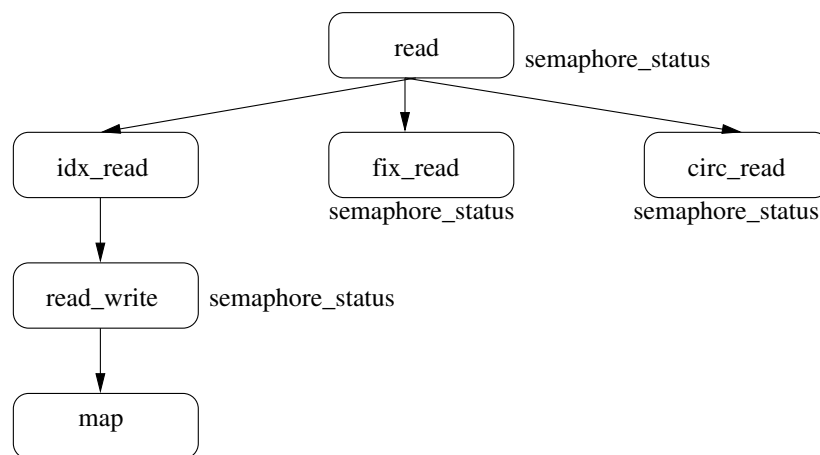 read
semaphore_status
idx_read
fix_read
circ_read
semaphore_status
semaphore_status
read_write
semaphore_status
map